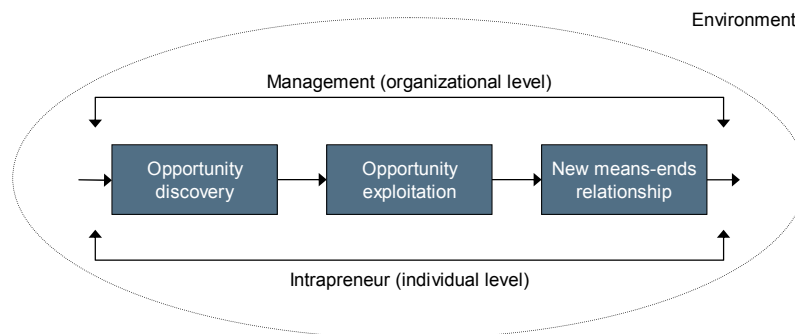 Environment
Management (organizational level)
Opportunity
discovery
Opportunity
exploitation
New means-ends
relationship
Intrapreneur (individual level)